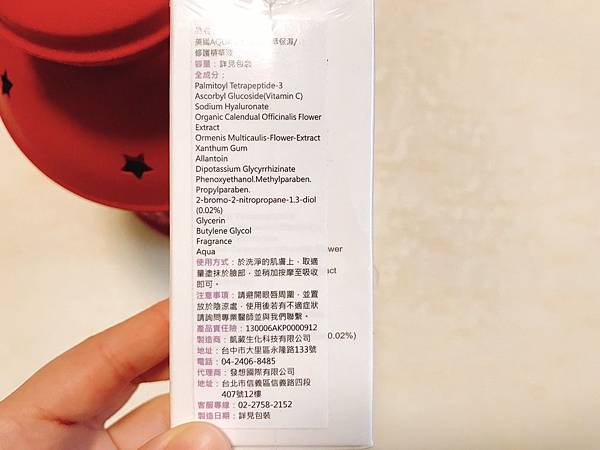 英國AQUA 保濕/
修護精華液
容量：詳見包裝
全成分：
Palmitoyl Tetrapeptide-3
Ascorbyl Glucoside(Vitamin C)
Sodium Hyaluronate
Organic Calendual Officinalis Flower
Extract
Ormenis Multicaulis-Flower-Extract
Xanthum Gum
Allantoin
Dipotassium Glycyrrhizinate
Phenoxyethanol.Methylparaben.
Propylparaben.
2-bromo-2-nitropropane-1.3-diol
(0.02%)
Glycerin
Butylene Glycol
Fragrance
Aqua
使用方式：於洗淨的肌膚上，取適
量塗抹於臉部，並稍加按摩至吸收
即可。
注意事項：請避開眼唇周圍，並置
放於陰涼處，使用後若有不適症狀
請詢問專業醫師並與我們聯繫。
產品責任險：130006AKP0000912
製造商：凱葳生化科技有限公司
地址：台中市大里區永隆路133號
電話：04-2406-8485
代理商：發想國際有限公司
地址：台北市信義區信義路四段
407號12樓
客服專線：02-2758-2152
製造日期：詳見包裝
wer
act
(0.02%)